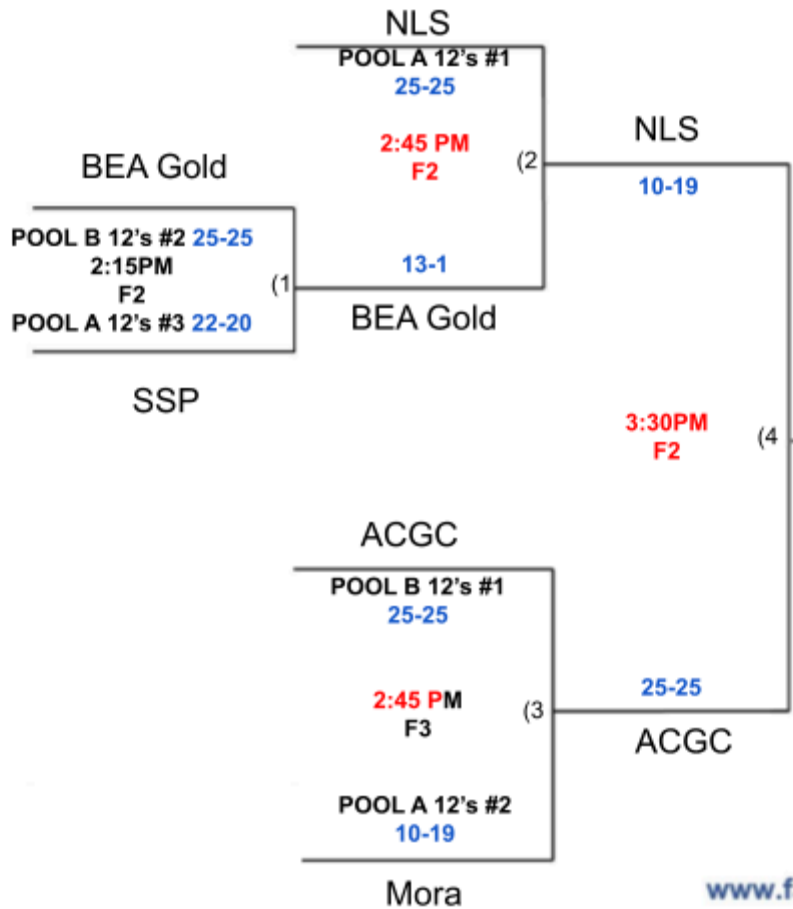 NLS
POOL A 12's #1
25-25
2:45 PM
F2
(2
NLS
10-19
BEA Gold
POOL B 12's #2 25-25
2:15PM
F2
POOL A 12's #3 22-20
(1
SSP
13-1
BEA Gold
3:30PM
F2
(4
ACGC
POOL B 12's #1
25-25
2:45 PM
F3
(3
POOL A 12's #2
10-19
Mora
25-25
ACGC
www.f